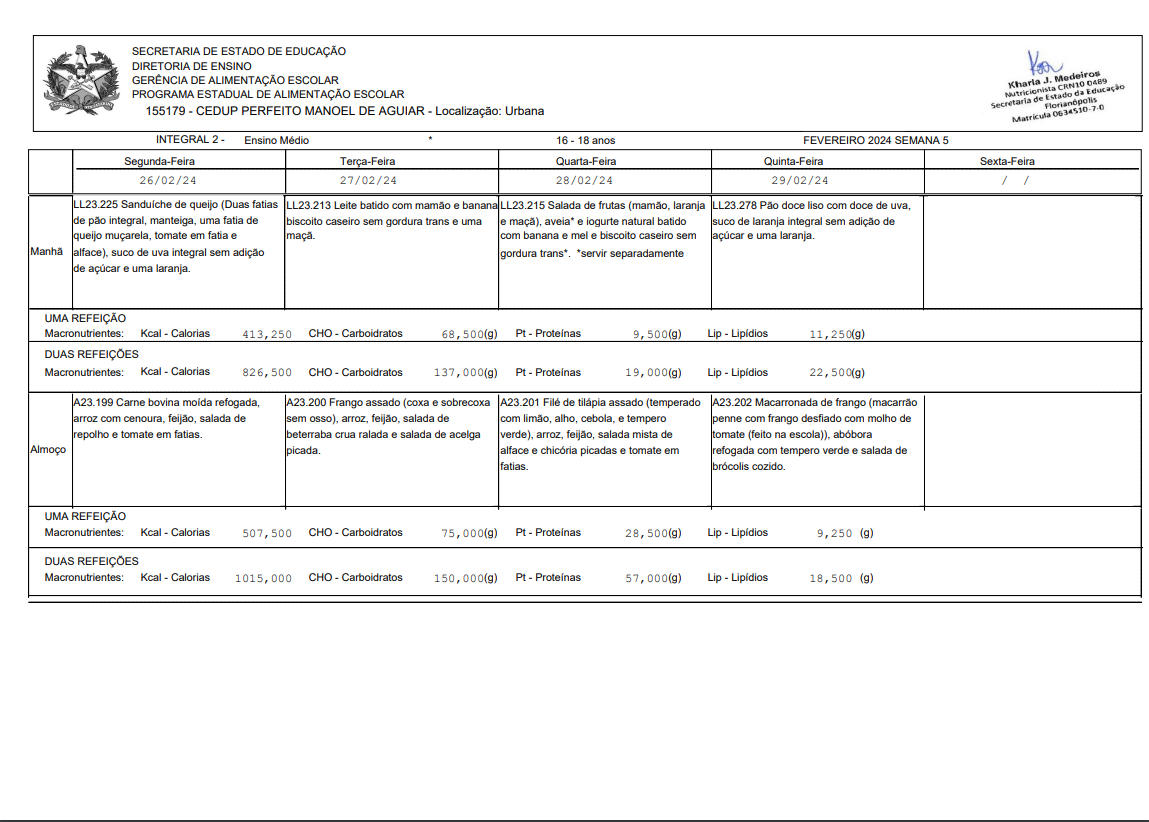 SECRETARIA DE ESTADO DE EDUCAÇÃO
DIRETORIA DE ENSINO
GERÊNCIA DE ALIMENTAÇÃO ESCOLAR
PROGRAMA ESTADUAL DE ALIMENTAÇÃO ESCOLAR
155179 - CEDUP PERFEITO MANOEL DE AGUIAR - Localização: Urbana
Kharla J. Medeiros
Nutricionista CRN10 0489
Secretaria de Estado da Educação
Florianópolis
Matrícula 0634510-7-0
INTEGRAL 2 - Ensino Médio * 16 - 18 anos FEVEREIRO 2024 SEMANA 5
Segunda-Feira Terça-Feira Quarta-Feira Quinta-Feira Sexta-Feira
26/02/24 27/02/24 28/02/24 29/02/24 / /
Manhã
LL23.225 Sanduíche de queijo (Duas fatias
de pão integral, manteiga, uma fatia de
queijo muçarela, tomate em fatia e
alface), suco de uva integral sem adição
de açúcar e uma laranja.
LL23.213 Leite batido com mamão e banana
biscoito caseiro sem gordura trans e uma
maçã.
LL23.215 Salada de frutas (mamão, laranja
e maçã), aveia* e iogurte natural batido
com banana e mel e biscoito caseiro sem
gordura trans*. *servir separadamente
LL23.278 Pão doce liso com doce de uva,
suco de laranja integral sem adição de
açúcar e uma laranja.
UMA REFEIÇÃO
Macronutrientes: Kcal - Calorias 413,250 CHO - Carboidratos 68,500(g) Pt - Proteínas 9,500(g) Lip - Lipídios 11,250(g)
DUAS REFEIÇÕES
Macronutrientes: Kcal - Calorias 826,500 CHO - Carboidratos 137,000(g) Pt - Proteínas 19,000(g) Lip - Lipídios 22,500(g)
Almoço
A23.199 Carne bovina moída refogada,
arroz com cenoura, feijão, salada de
repolho e tomate em fatias.
A23.200 Frango assado (coxa e sobrecoxa
sem osso), arroz, feijão, salada de
beterraba crua ralada e salada de acelga
picada.
A23.201 Filé de tilápia assado (temperado
com limão, alho, cebola, e tempero
verde), arroz, feijão, salada mista de
alface e chicória picadas e tomate em
fatias.
A23.202 Macarronada de frango (macarrão
penne com frango desfiado com molho de
tomate (feito na escola)), abóbora
refogada com tempero verde e salada de
brócolis cozido.
UMA REFEIÇÃO
Macronutrientes: Kcal - Calorias 507,500 CHO - Carboidratos 75,000(g) Pt - Proteínas 28,500(g) Lip - Lipídios 9,250 (g)
DUAS REFEIÇÕES
Macronutrientes: Kcal - Calorias 1015,000 CHO - Carboidratos 150,000(g) Pt - Proteínas 57,000(g) Lip - Lipídios 18,500 (g)